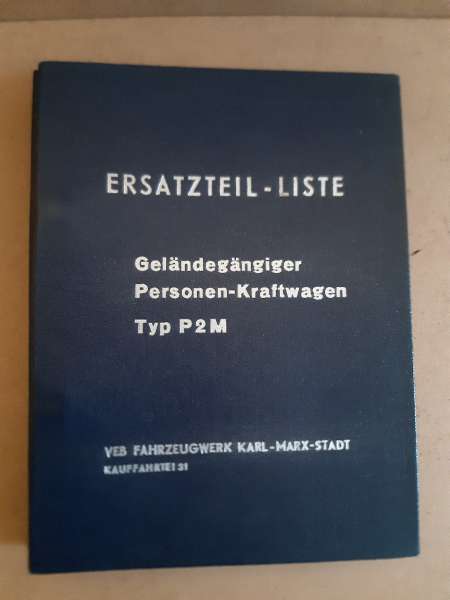 ERSATZTEIL-LISTE
Geländegängiger
Personen-Kraftwagen
Typ P2M
VEB FAHRZEUGWERK KARL-MARX-STADT
KAUFFAHRTEI 31